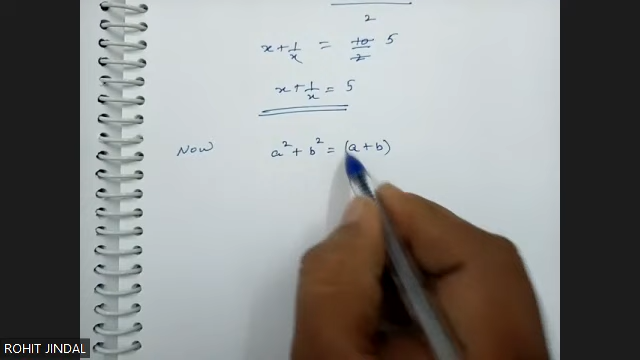 2
x + 1/x = 10/2 5
x + 1/x = 5
Now a² + b² = (a + b)
ROHIT JINDAL